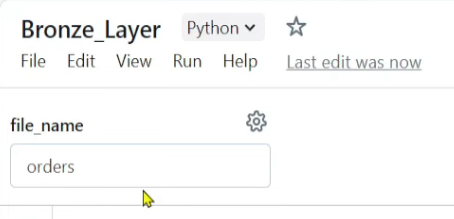 Bronze_Layer Python
File Edit View Run Help Last edit was now
file_name
orders